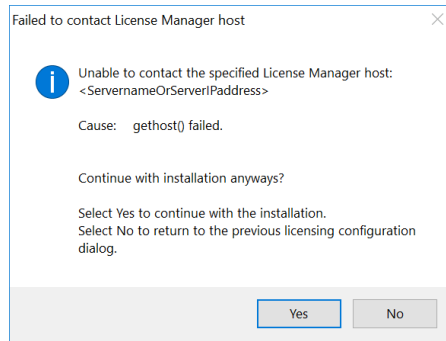 Failed to contact License Manager host
Unable to contact the specified License Manager host:
<ServernameOrServerIPaddress>
Cause: gethost() failed.
Continue with installation anyways?
Select Yes to continue with the installation.
Select No to return to the previous licensing configuration
dialog.
Yes No